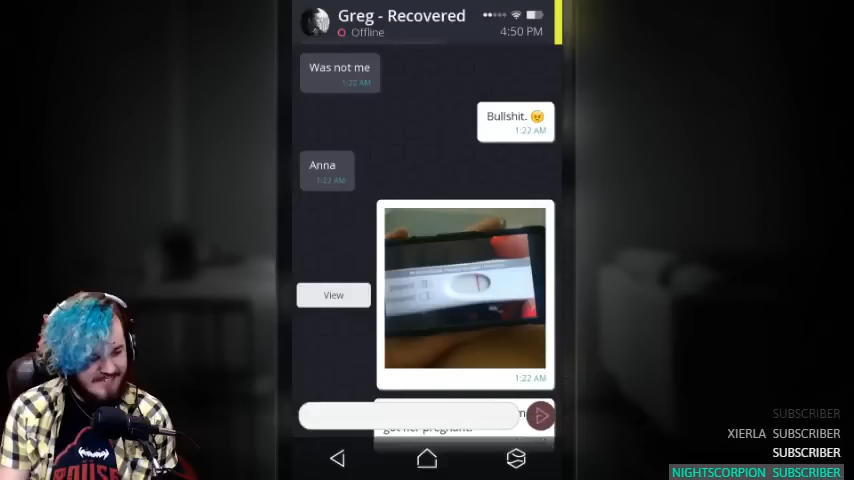 Greg - Recovered
Offline
4:50 PM
Was not me
1:22 AM
Bullshit.
1:22 AM
Anna
1:22 AM
View
1:22 AM
got her pregnant.
SUBSCRIBER
XIERLA SUBSCRIBER
SUBSCRIBER
NIGHTSCORPION SUBSCRIBER